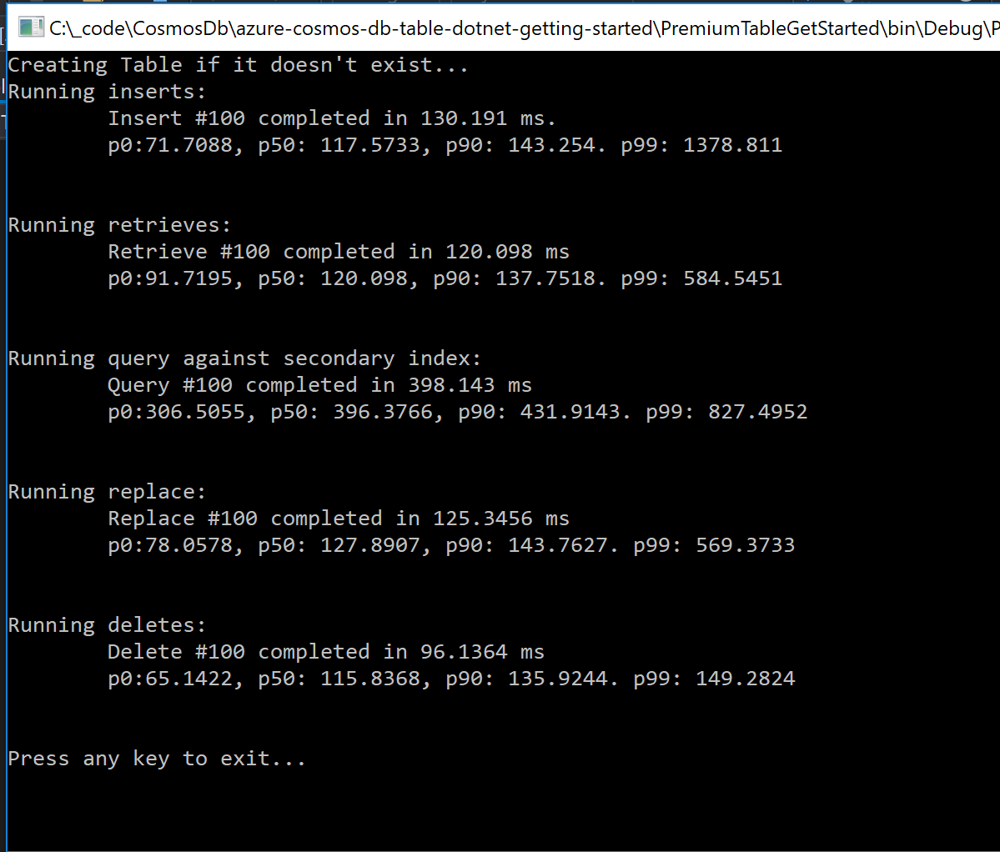 C:\_code\CosmosDb\azure-cosmos-db-table-dotnet-getting-started\PremiumTableGetStarted\bin\Debug\P
Creating Table if it doesn't exist...
Running inserts:
Insert #100 completed in 130.191 ms.
p0:71.7088, p50: 117.5733, p90: 143.254. p99: 1378.811
Running retrieves:
Retrieve #100 completed in 120.098 ms
p0:91.7195, p50: 120.098, p90: 137.7518. p99: 584.5451
Running query against secondary index:
Query #100 completed in 398.143 ms
p0:306.5055, p50: 396.3766, p90: 431.9143. p99: 827.4952
Running replace:
Replace #100 completed in 125.3456 ms
p0:78.0578, p50: 127.8907, p90: 143.7627. p99: 569.3733
Running deletes:
Delete #100 completed in 96.1364 ms
p0:65.1422, p50: 115.8368, p90: 135.9244. p99: 149.2824
Press any key to exit...